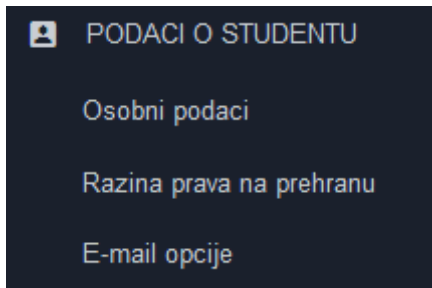 PODACI O STUDENTU
Osobni podaci
Razina prava na prehranu
E-mail opcije